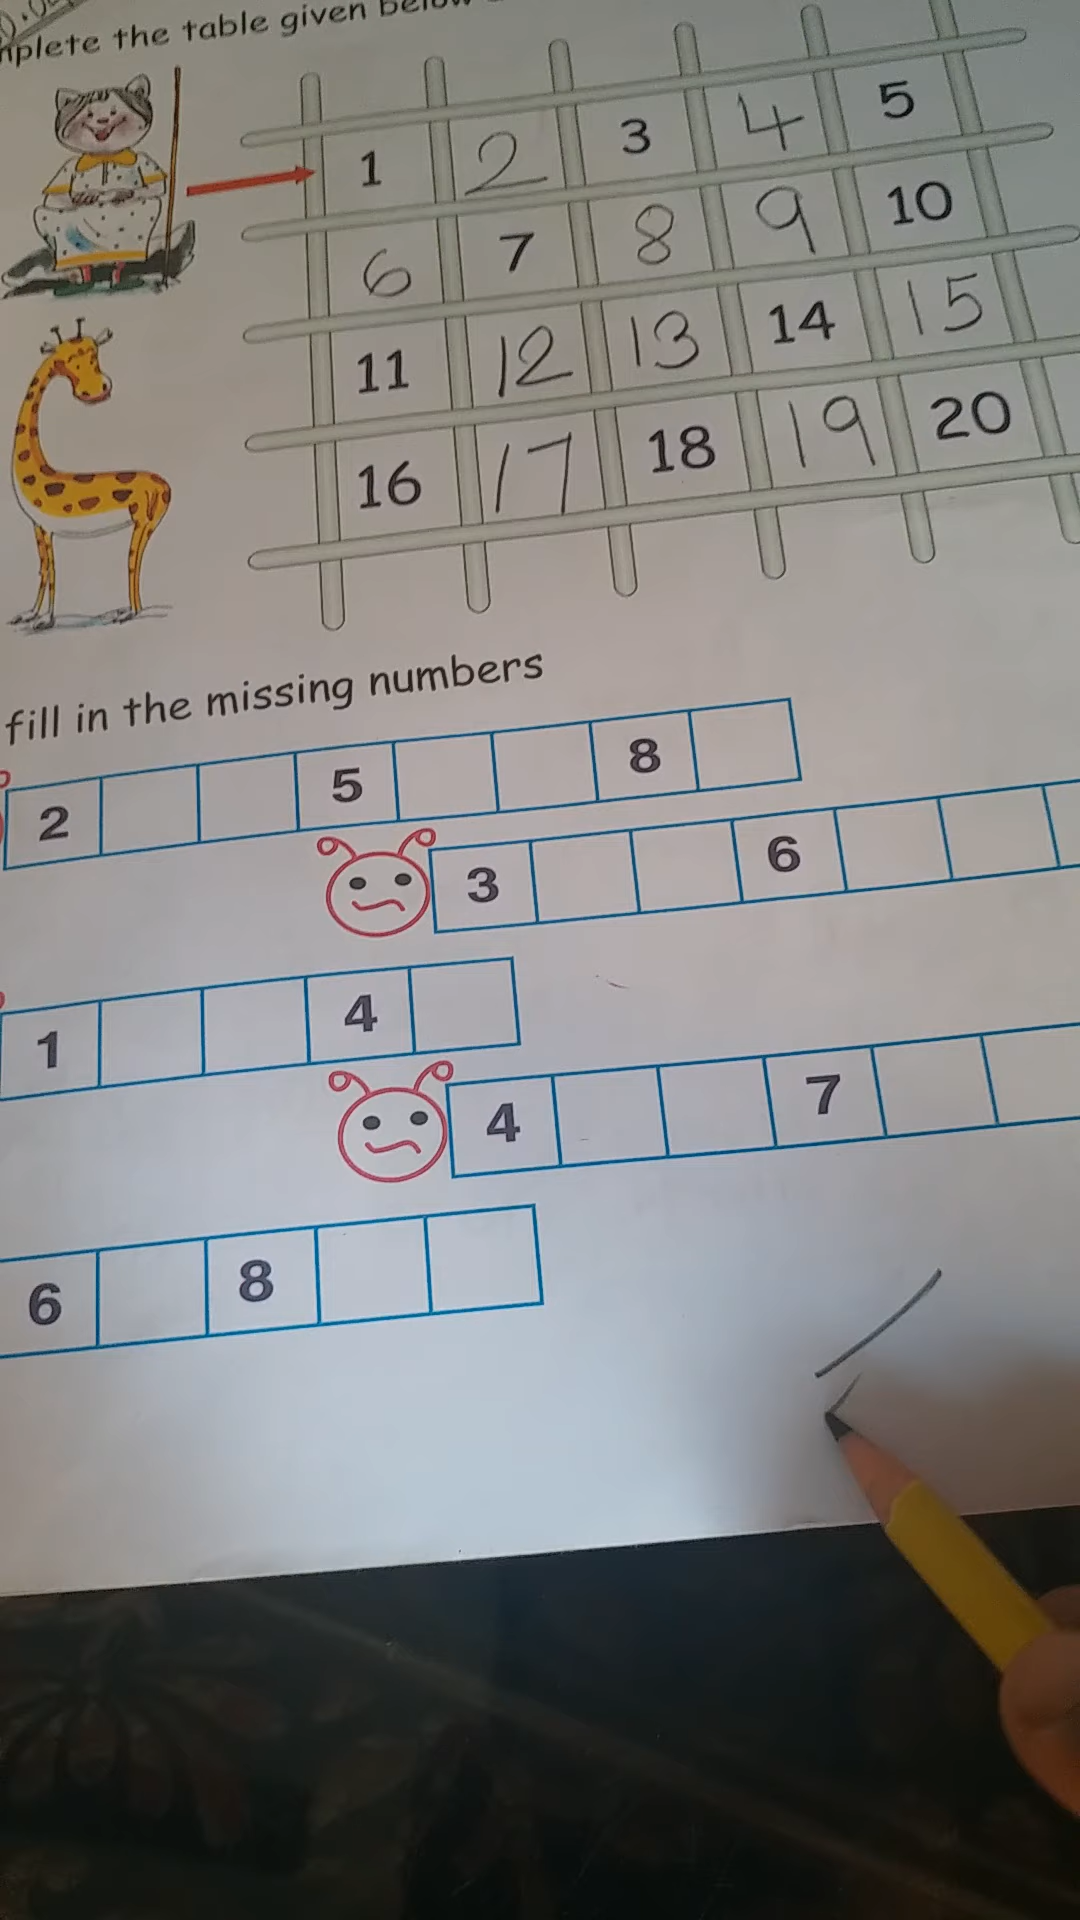 the table given
1 2 3 4 5
6 7 8 9 10
11 12 13 14 15
16 17 18 19 20
fill in the missing numbers
2 5 8
3 6
1 4
4 7
6 8